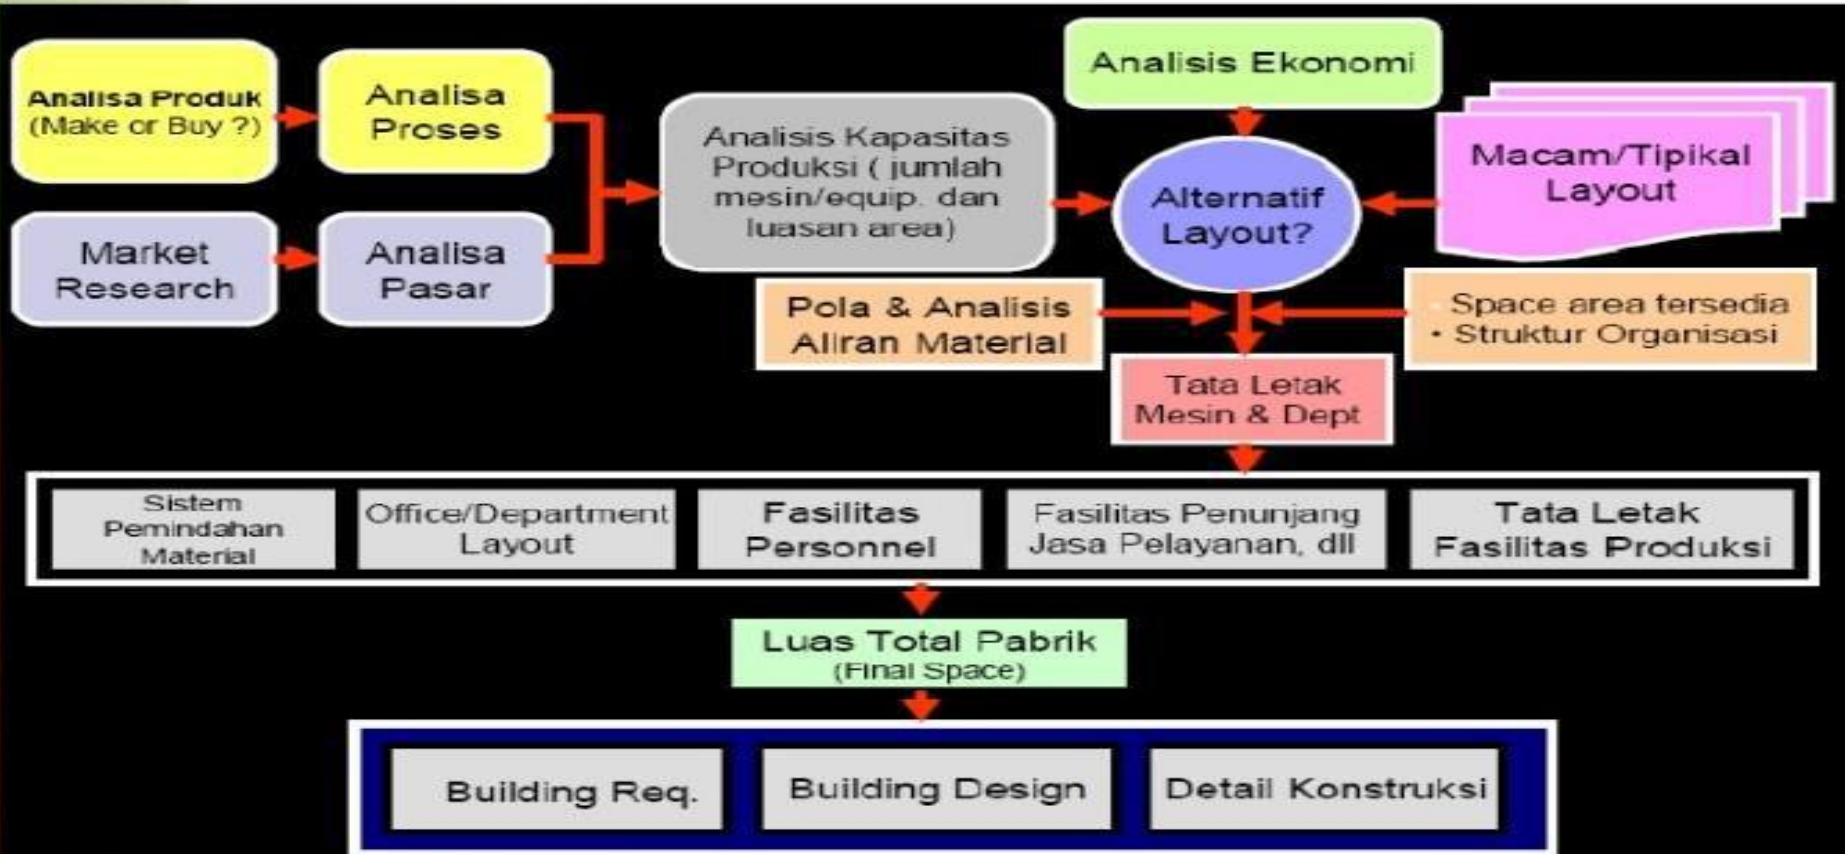 Analisa Produk
(Make or Buy ?)
Analisa
Proses
Market
Research
Analisa
Pasar
Analisis Kapasitas
Produksi ( jumlah
mesin/equip. dan
luasan area)
Analisis Ekonomi
Alternatif
Layout?
Macam/Tipikal
Layout
Pola & Analisis
Aliran Material
- Space area tersedia
• Struktur Organisasi
Tata Letak
Mesin & Dept
Sistem
Pemindahan
Material
Office/Department
Layout
Fasilitas
Personnel
Fasilitas Penunjang
Jasa Pelayanan, dll
Tata Letak
Fasilitas Produksi
Luas Total Pabrik
(Final Space)
Building Req.
Building Design
Detail Konstruksi